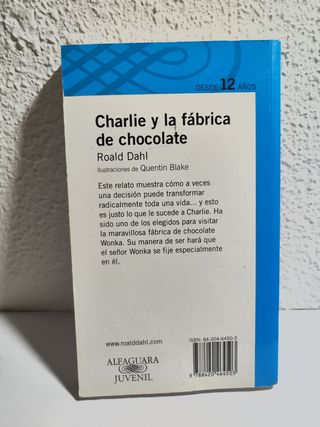 DESDE 12 AÑOS
Charlie y la fábrica
de chocolate
Roald Dahl
Ilustraciones de Quentin Blake
Este relato muestra cómo a veces
una decisión puede transformar
radicalmente toda una vida... y esto
es justo lo que le sucede a Charlie. Ha
sido uno de los elegidos para visitar
la maravillosa fábrica de chocolate
Wonka. Su manera de ser hará que
el señor Wonka se fije especialmente
en él.
www.roalddahl.com
ALFAGUARA
JUVENIL
ISBN: 84-204-6450-3
9 788420 464503